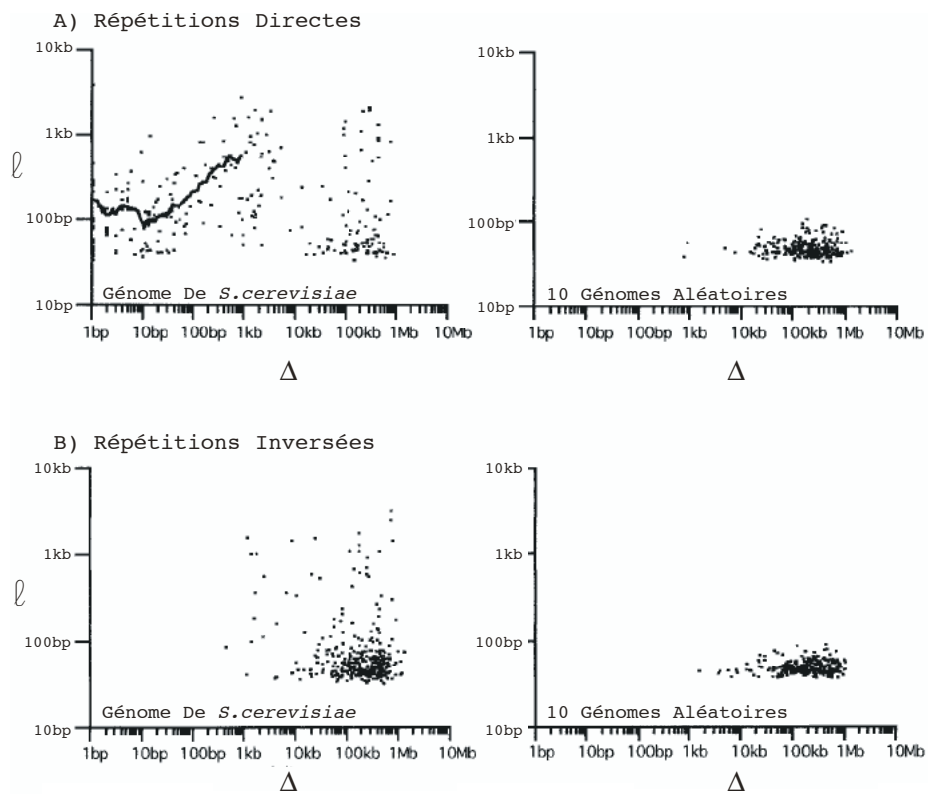 A) Répétitions Directes
10kb
1kb
ℓ
100bp
10bp
Génome De S.cerevisiae
1bp 10bp 100bp 1kb 10kb 100kb 1Mb 10Mb
Δ
10kb
1kb
100bp
10bp
10 Génomes Aléatoires
1bp 10bp 100bp 1kb 10kb 100kb 1Mb 10Mb
Δ
B) Répétitions Inversées
10kb
1kb
ℓ
100bp
10bp
Génome De S.cerevisiae
1bp 10bp 100bp 1kb 10kb 100kb 1Mb 10Mb
Δ
10kb
1kb
100bp
10bp
10 Génomes Aléatoires
1bp 10bp 100bp 1kb 10kb 100kb 1Mb 10Mb
Δ